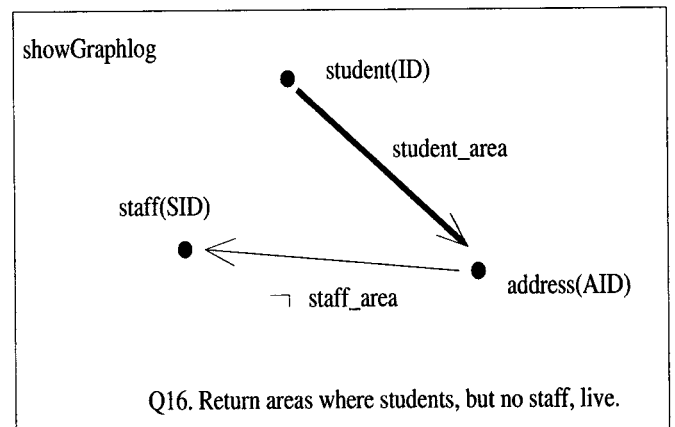 showGraphlog
student(ID)
student_area
staff(SID)
address(AID)
¬ staff_area
Q16. Return areas where students, but no staff, live.